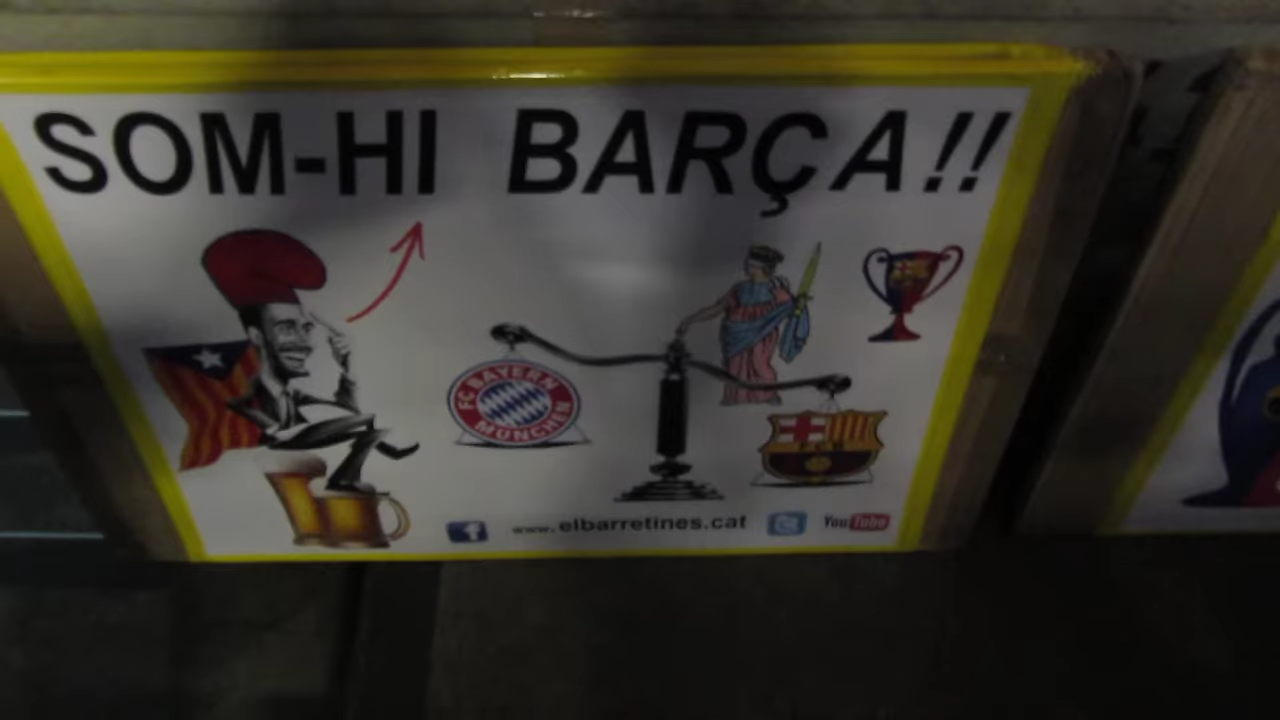 SOM-HI BARÇA!!
FC BAYERN
MÜNCHEN
www.elbarretines.cat
You Tube